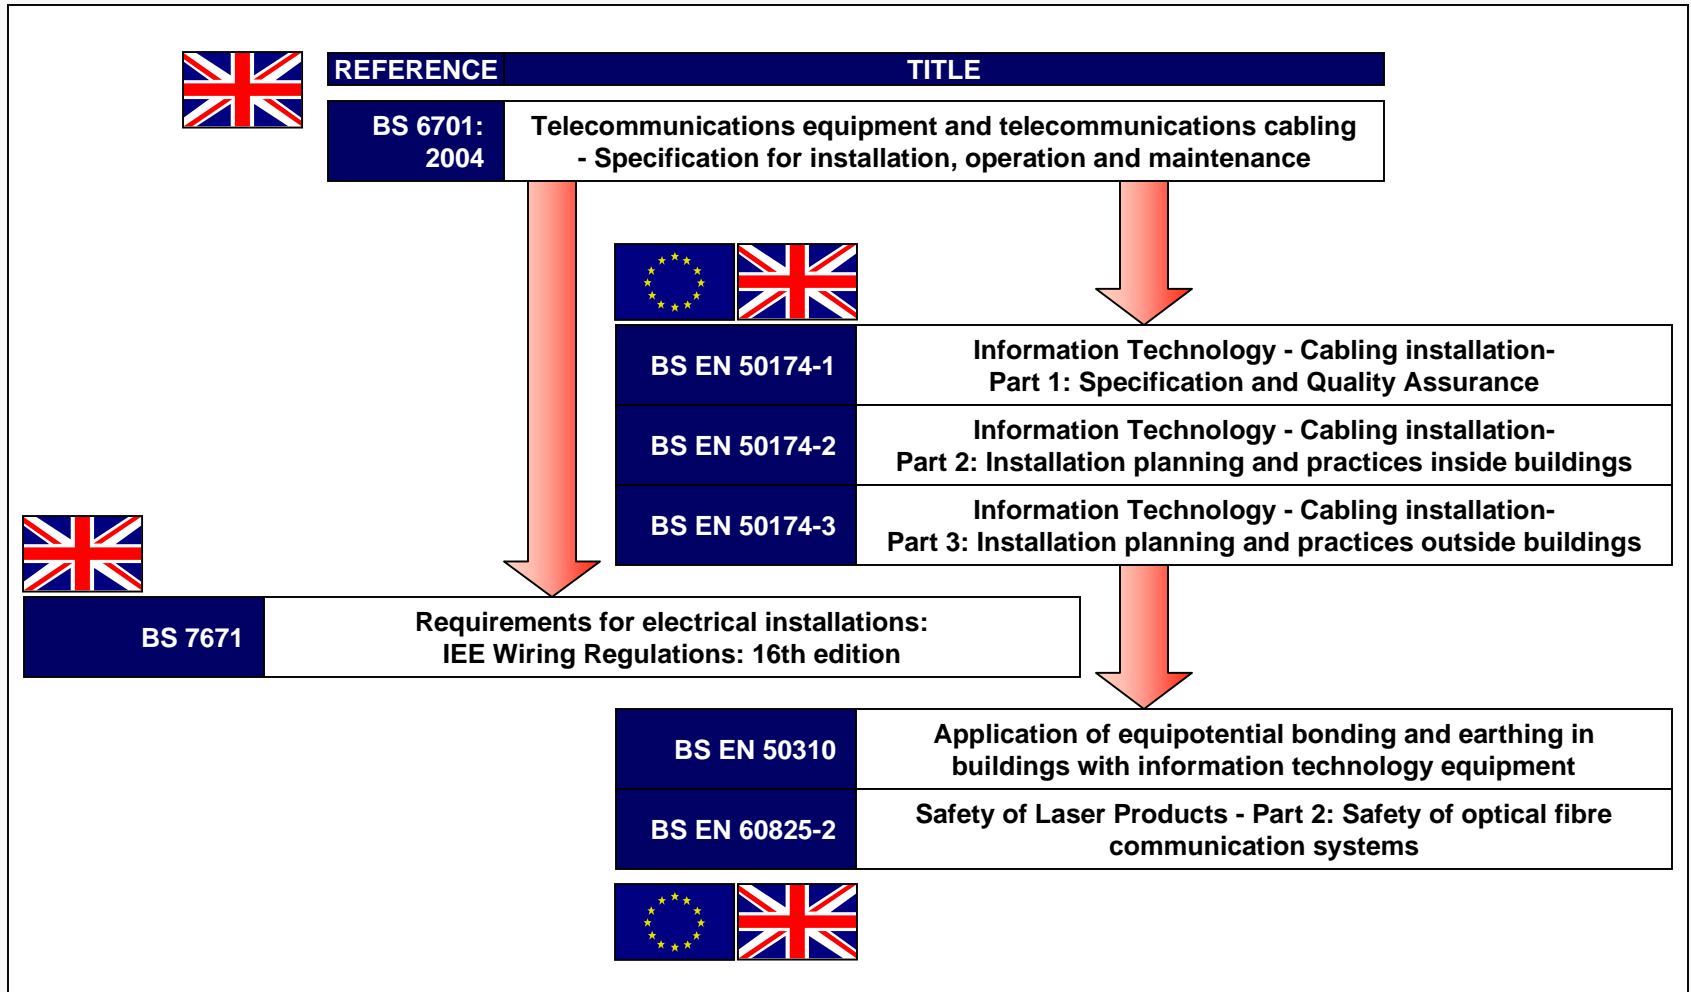 REFERENCE TITLE
BS 6701:
2004
Telecommunications equipment and telecommunications cabling
- Specification for installation, operation and maintenance
BS EN 50174-1
Information Technology - Cabling installation-
Part 1: Specification and Quality Assurance
BS EN 50174-2
Information Technology - Cabling installation-
Part 2: Installation planning and practices inside buildings
BS EN 50174-3
Information Technology - Cabling installation-
Part 3: Installation planning and practices outside buildings
BS 7671
Requirements for electrical installations:
IEE Wiring Regulations: 16th edition
BS EN 50310
Application of equipotential bonding and earthing in
buildings with information technology equipment
BS EN 60825-2
Safety of Laser Products - Part 2: Safety of optical fibre
communication systems